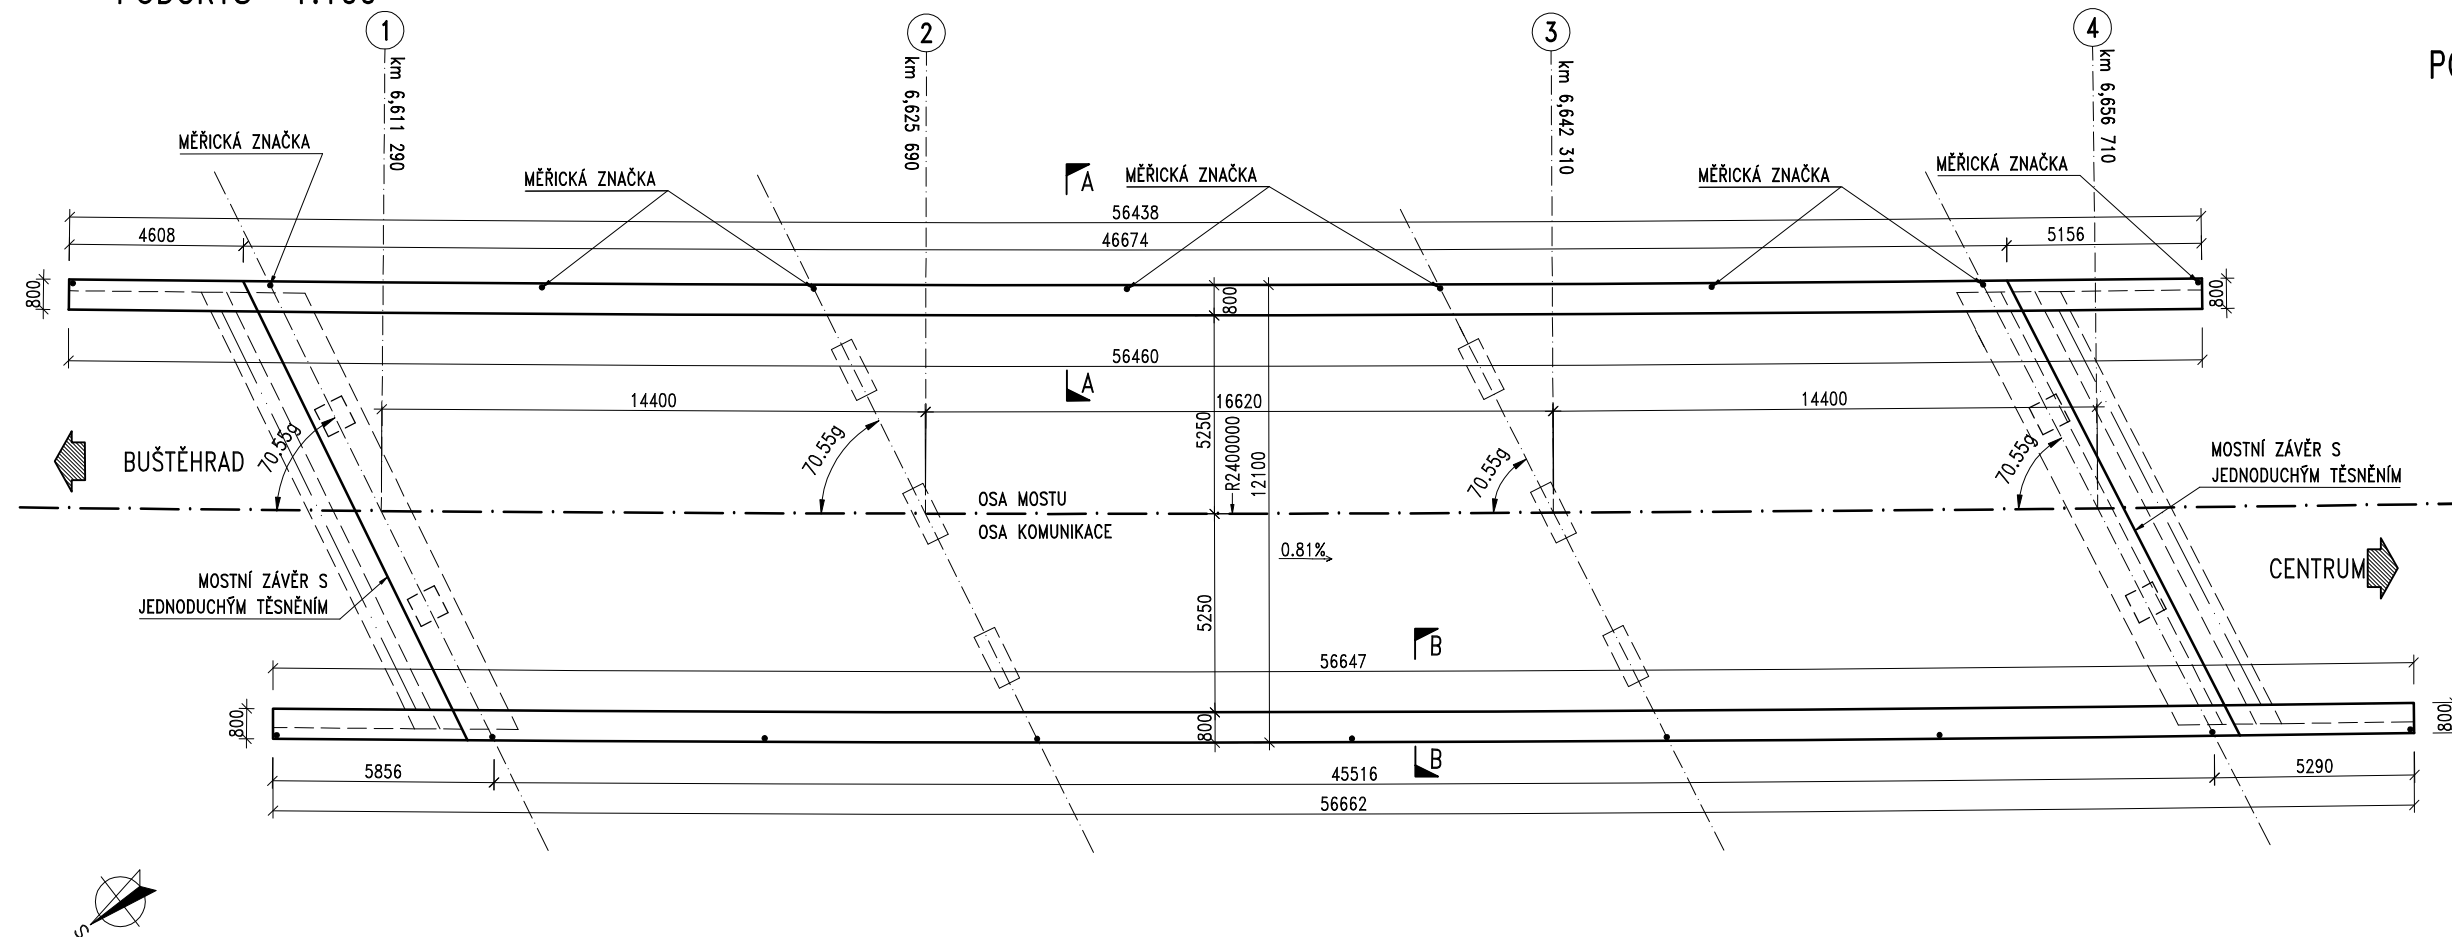 PŮDORYS 1:100
1
2
3
4
km 6,611 290
km 6,625 690
km 6,642 310
km 6,656 710
MĚŘICKÁ ZNAČKA
MĚŘICKÁ ZNAČKA
MĚŘICKÁ ZNAČKA
MĚŘICKÁ ZNAČKA
MĚŘICKÁ ZNAČKA
A
56438
4608
46674
5156
800
800
800
56460
A
14400
16620
14400
5250
R2400000
12100
70.55g
70.55g
70.55g
70.55g
BUŠTĚHRAD
MOSTNÍ ZÁVĚR S
JEDNODUCHÝM TĚSNĚNÍM
OSA MOSTU
OSA KOMUNIKACE
0.81%
CENTRUM
MOSTNÍ ZÁVĚR S
JEDNODUCHÝM TĚSNĚNÍM
5250
B
56647
800
800
800
B
5856
45516
5290
56662
S